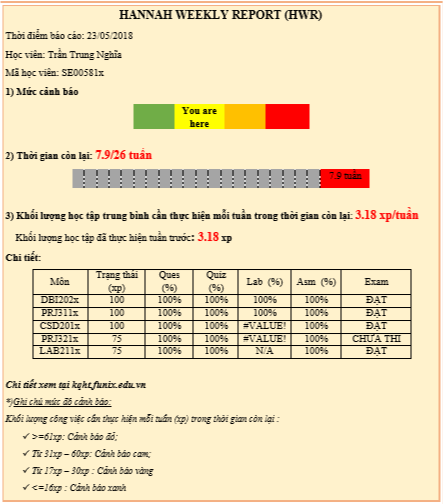 HANNAH WEEKLY REPORT (HWR)
Thời điểm báo cáo: 23/05/2018
Học viên: Trần Trung Nghĩa
Mã học viên: SE00581x
1) Mức cảnh báo
You are
here
2) Thời gian còn lại: 7.9/26 tuần
7.9 tuần
3) Khối lượng học tập trung bình cần thực hiện mỗi tuần trong thời gian còn lại: 3.18 xp/tuần
Khối lượng học tập đã thực hiện tuần trước: 3.18 xp
Chi tiết:
Môn Trạng thái (xp) Ques (%) Quiz (%) Lab (%) Asm (%) Exam
DBI202x 100 100% 100% 100% 100% ĐẠT
PRJ311x 100 100% 100% 100% 100% ĐẠT
CSD201x 100 100% 100% #VALUE! 100% ĐẠT
PRJ321x 75 100% 100% #VALUE! 100% CHƯA THI
LAB211x 75 100% 100% N/A 100% ĐẠT
Chi tiết xem tại kqht.funix.edu.vn
*)Ghi chú mức độ cảnh báo:
Khối lượng công việc cần thực hiện mỗi tuần (xp) trong thời gian còn lại :
✓ >=61xp: Cảnh báo đỏ;
✓ Từ 31xp – 60xp: Cảnh báo cam;
✓ Từ 17xp – 30xp : Cảnh báo vàng
✓ <=16xp : Cảnh báo xanh